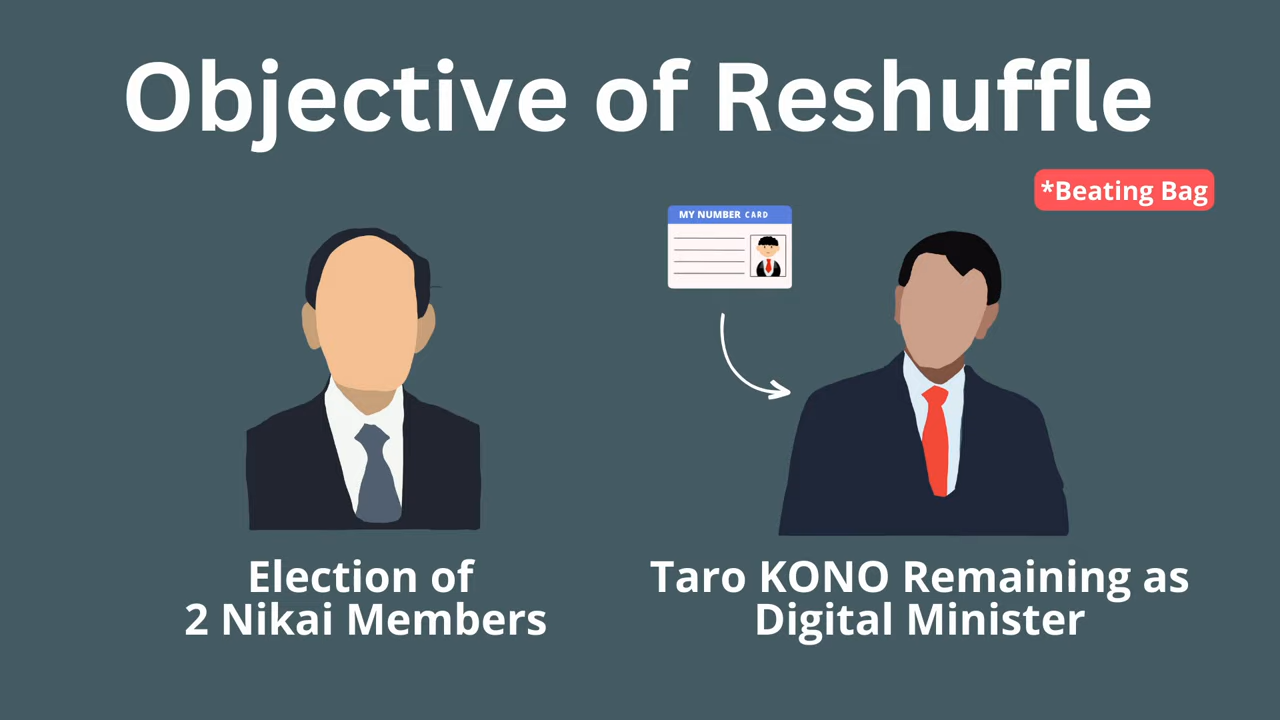 Objective of Reshuffle
*Beating Bag
MY NUMBER CARD
Election of
2 Nikai Members
Taro KONO Remaining as
Digital Minister